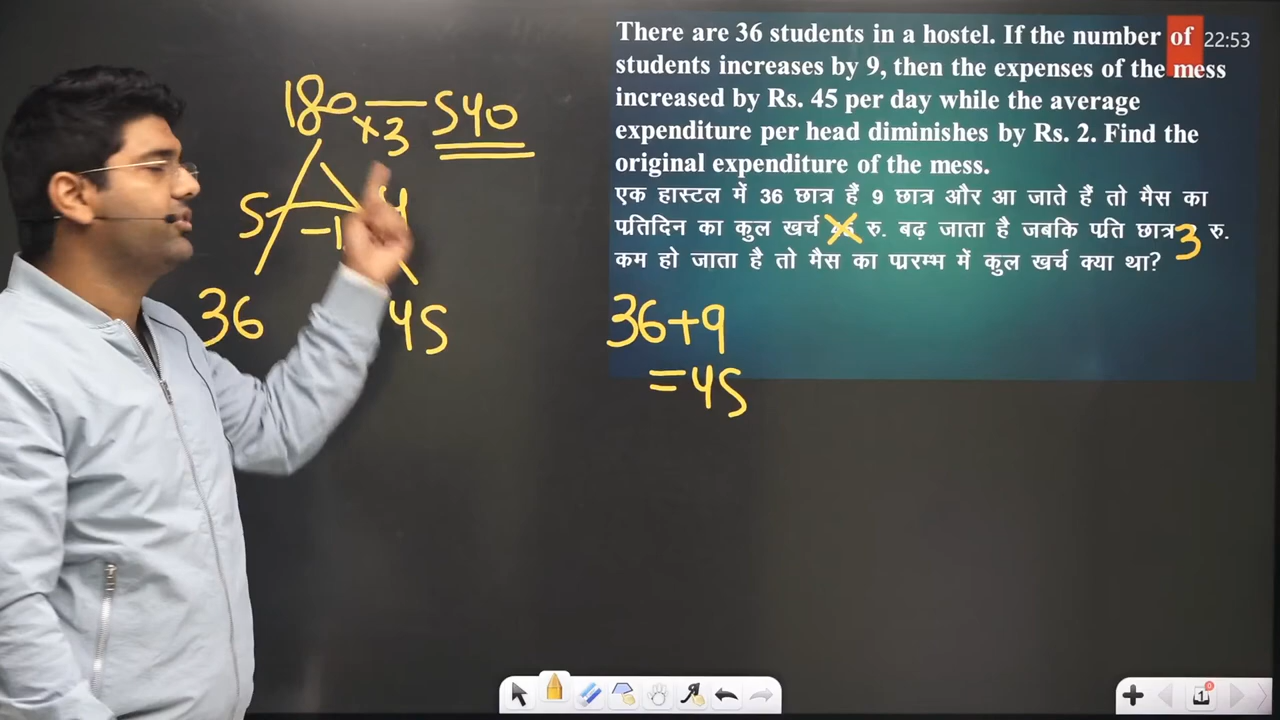 There are 36 students in a hostel. If the number of
students increases by 9, then the expenses of the mess
increased by Rs. 45 per day while the average
expenditure per head diminishes by Rs. 2. Find the
original expenditure of the mess.
एक हास्टल में 36 छात्र हैं 9 छात्र और आ जाते हैं तो मैस का
प्रतिदिन का कुल खर्च रु. बढ़ जाता है जबकि प्रति छात्र 3 रु.
कम हो जाता है तो मैस का प्रारम्भ में कुल खर्च क्या था?
22:53
180 — 540
×3
5 4
-1
36 45
36+9
=45
1